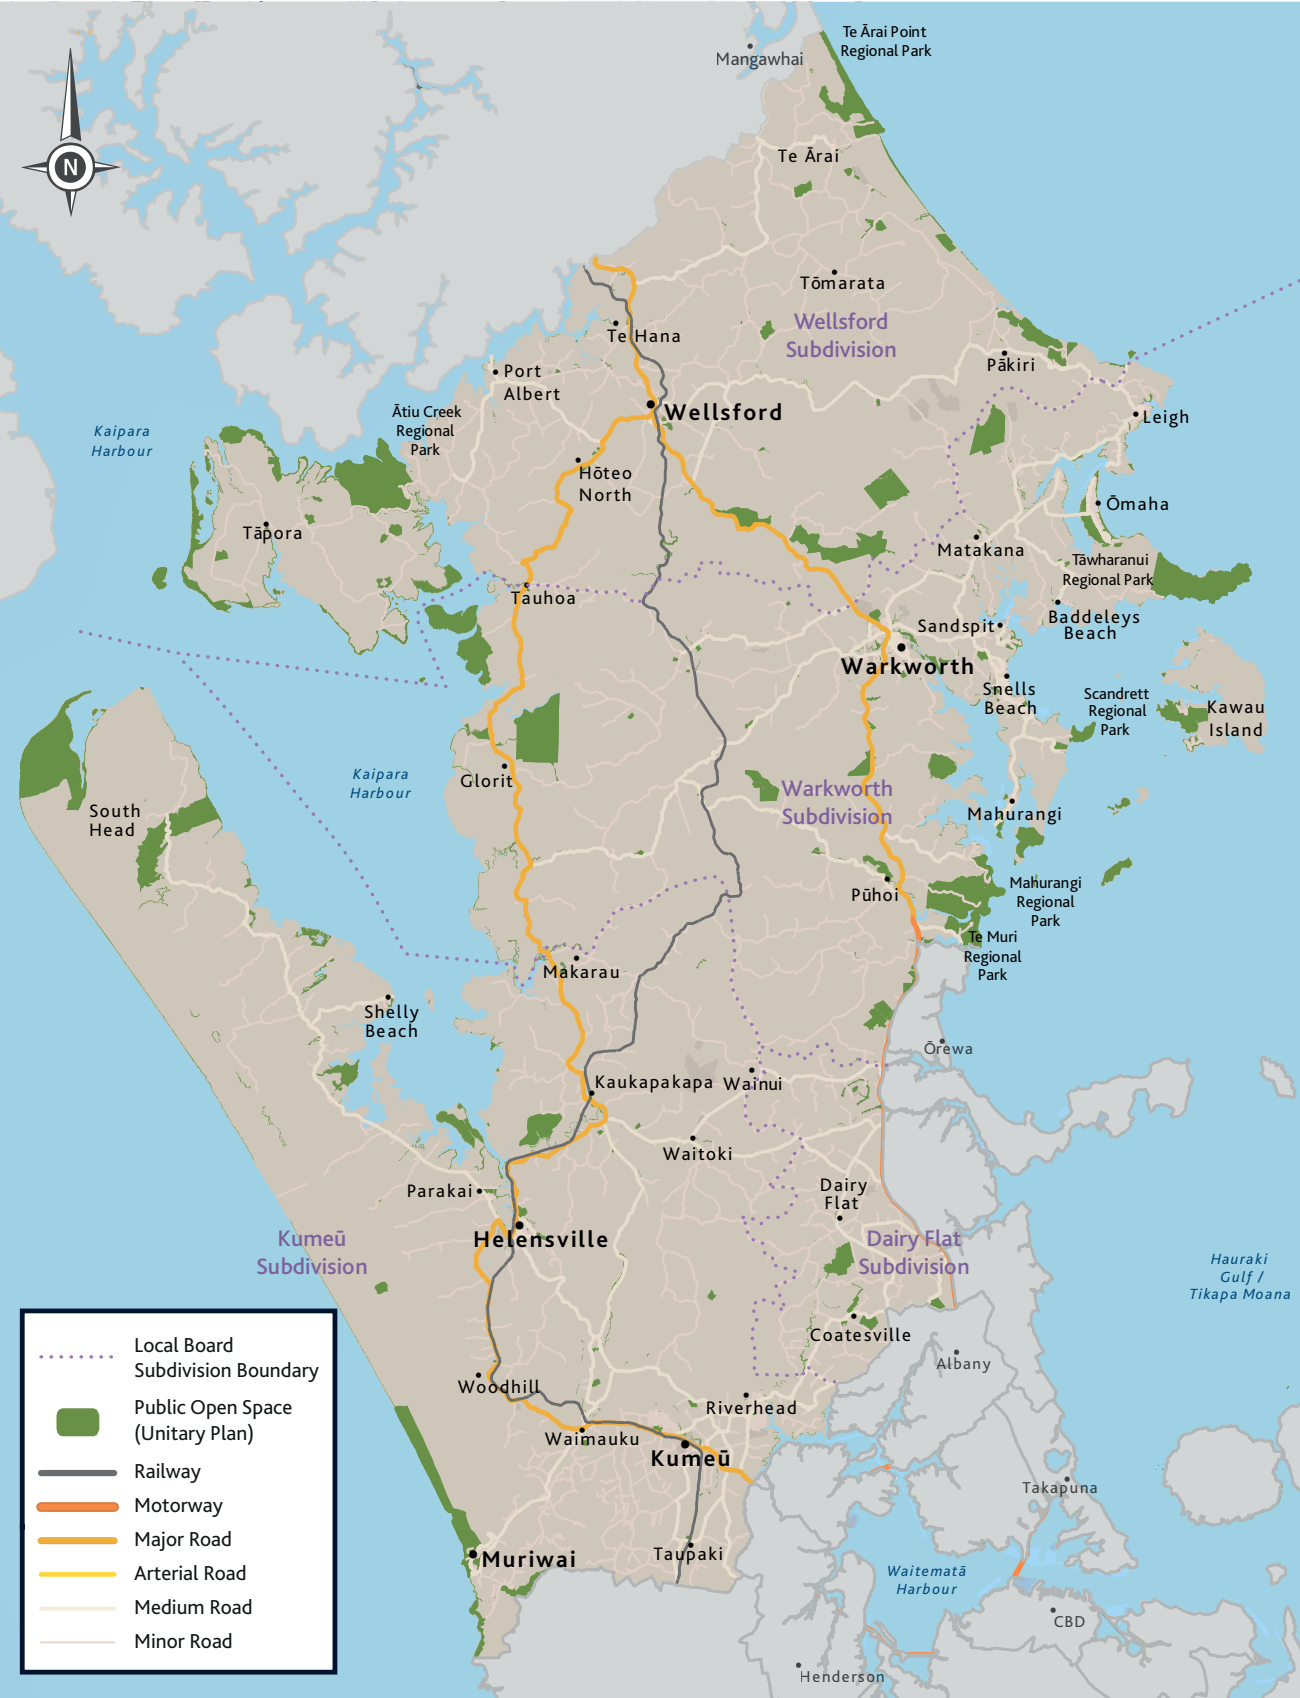 Te Ārai Point
Regional Park
Mangawhai
N
Te Ārai
Tōmarata
Wellsford
Subdivision
Te Hana
Pākiri
Port
Albert
Ātiu Creek
Regional
Park
Wellsford
Leigh
Kaipara
Harbour
Hōteo
North
Ōmaha
Tāpora
Matakana
Tāwharanui
Regional Park
Tauhoa
Baddeleys
Beach
Sandspit
Warkworth
Snells
Beach
Scandrett
Regional
Park
Kawau
Island
Kaipara
Harbour
Glorit
Warkworth
Subdivision
South
Head
Mahurangi
Pūhoi
Mahurangi
Regional
Park
Te Muri
Regional
Park
Makarau
Shelly
Beach
Ōrewa
Kaukapakapa
Wainui
Waitoki
Parakai
Dairy
Flat
Helensville
Kumeū
Subdivision
Dairy Flat
Subdivision
Hauraki
Gulf /
Tikapa Moana
Coatesville
Albany
Woodhill
Riverhead
Waimauku
Kumeū
Takapuna
Muriwai
Taupaki
Waitematā
Harbour
CBD
Henderson
Local Board
Subdivision Boundary
Public Open Space
(Unitary Plan)
Railway
Motorway
Major Road
Arterial Road
Medium Road
Minor Road